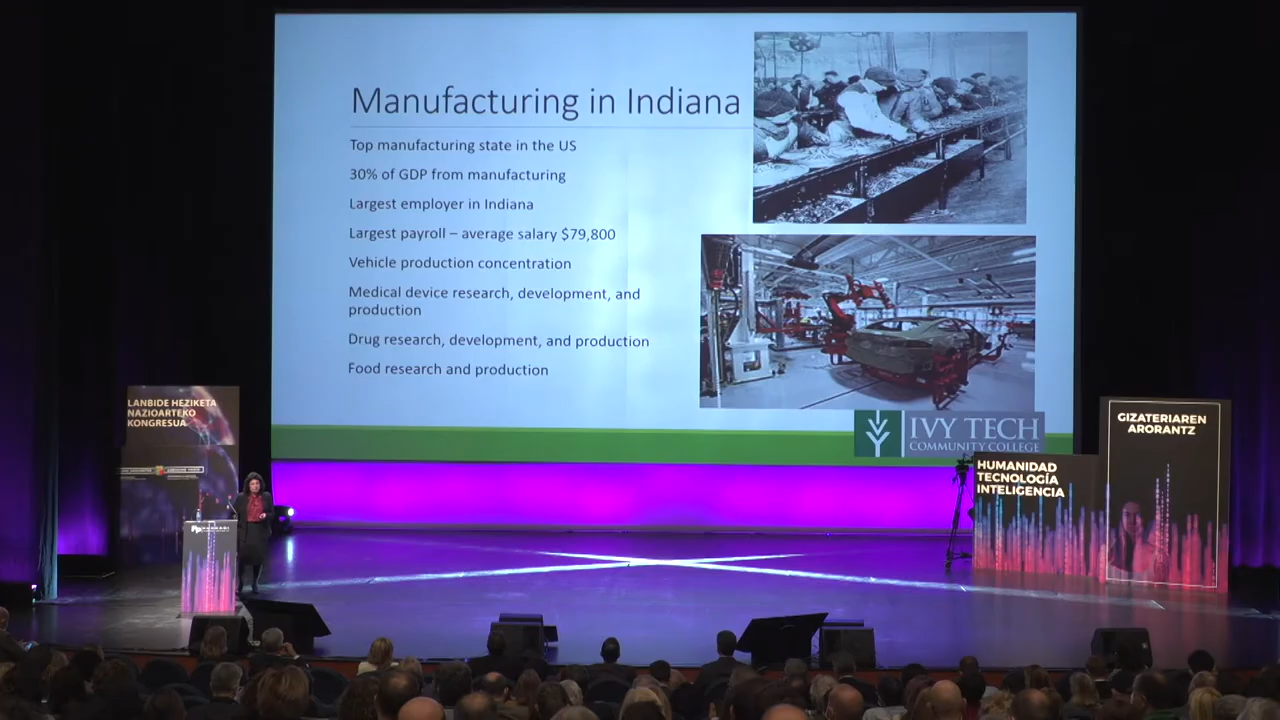 Manufacturing in Indiana
Top manufacturing state in the US
30% of GDP from manufacturing
Largest employer in Indiana
Largest payroll – average salary $79,800
Vehicle production concentration
Medical device research, development, and
production
Drug research, development, and production
Food research and production
IVY TECH
COMMUNITY COLLEGE
LANBIDE HEZIKETA
NAZIOARTEKO
KONGRESUA
HUMANIDAD
TECNOLOGÍA
INTELIGENCIA
GIZATERIAREN
ARORANTZ